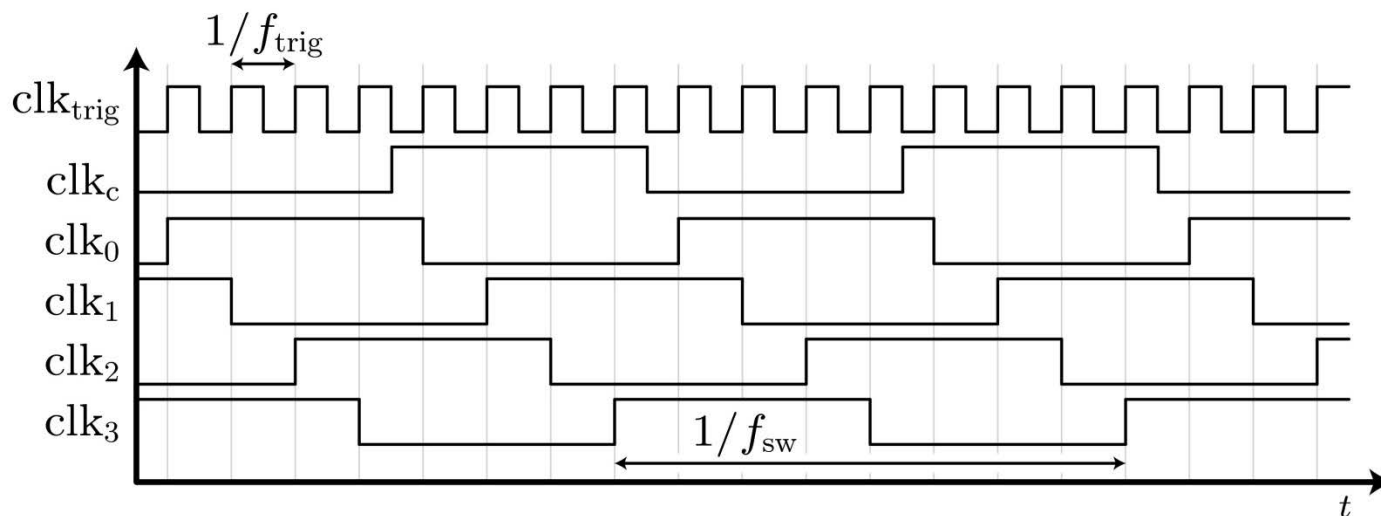 1/f_trig
clk_trig
clk_c
clk_0
clk_1
clk_2
clk_3
1/f_sw
t